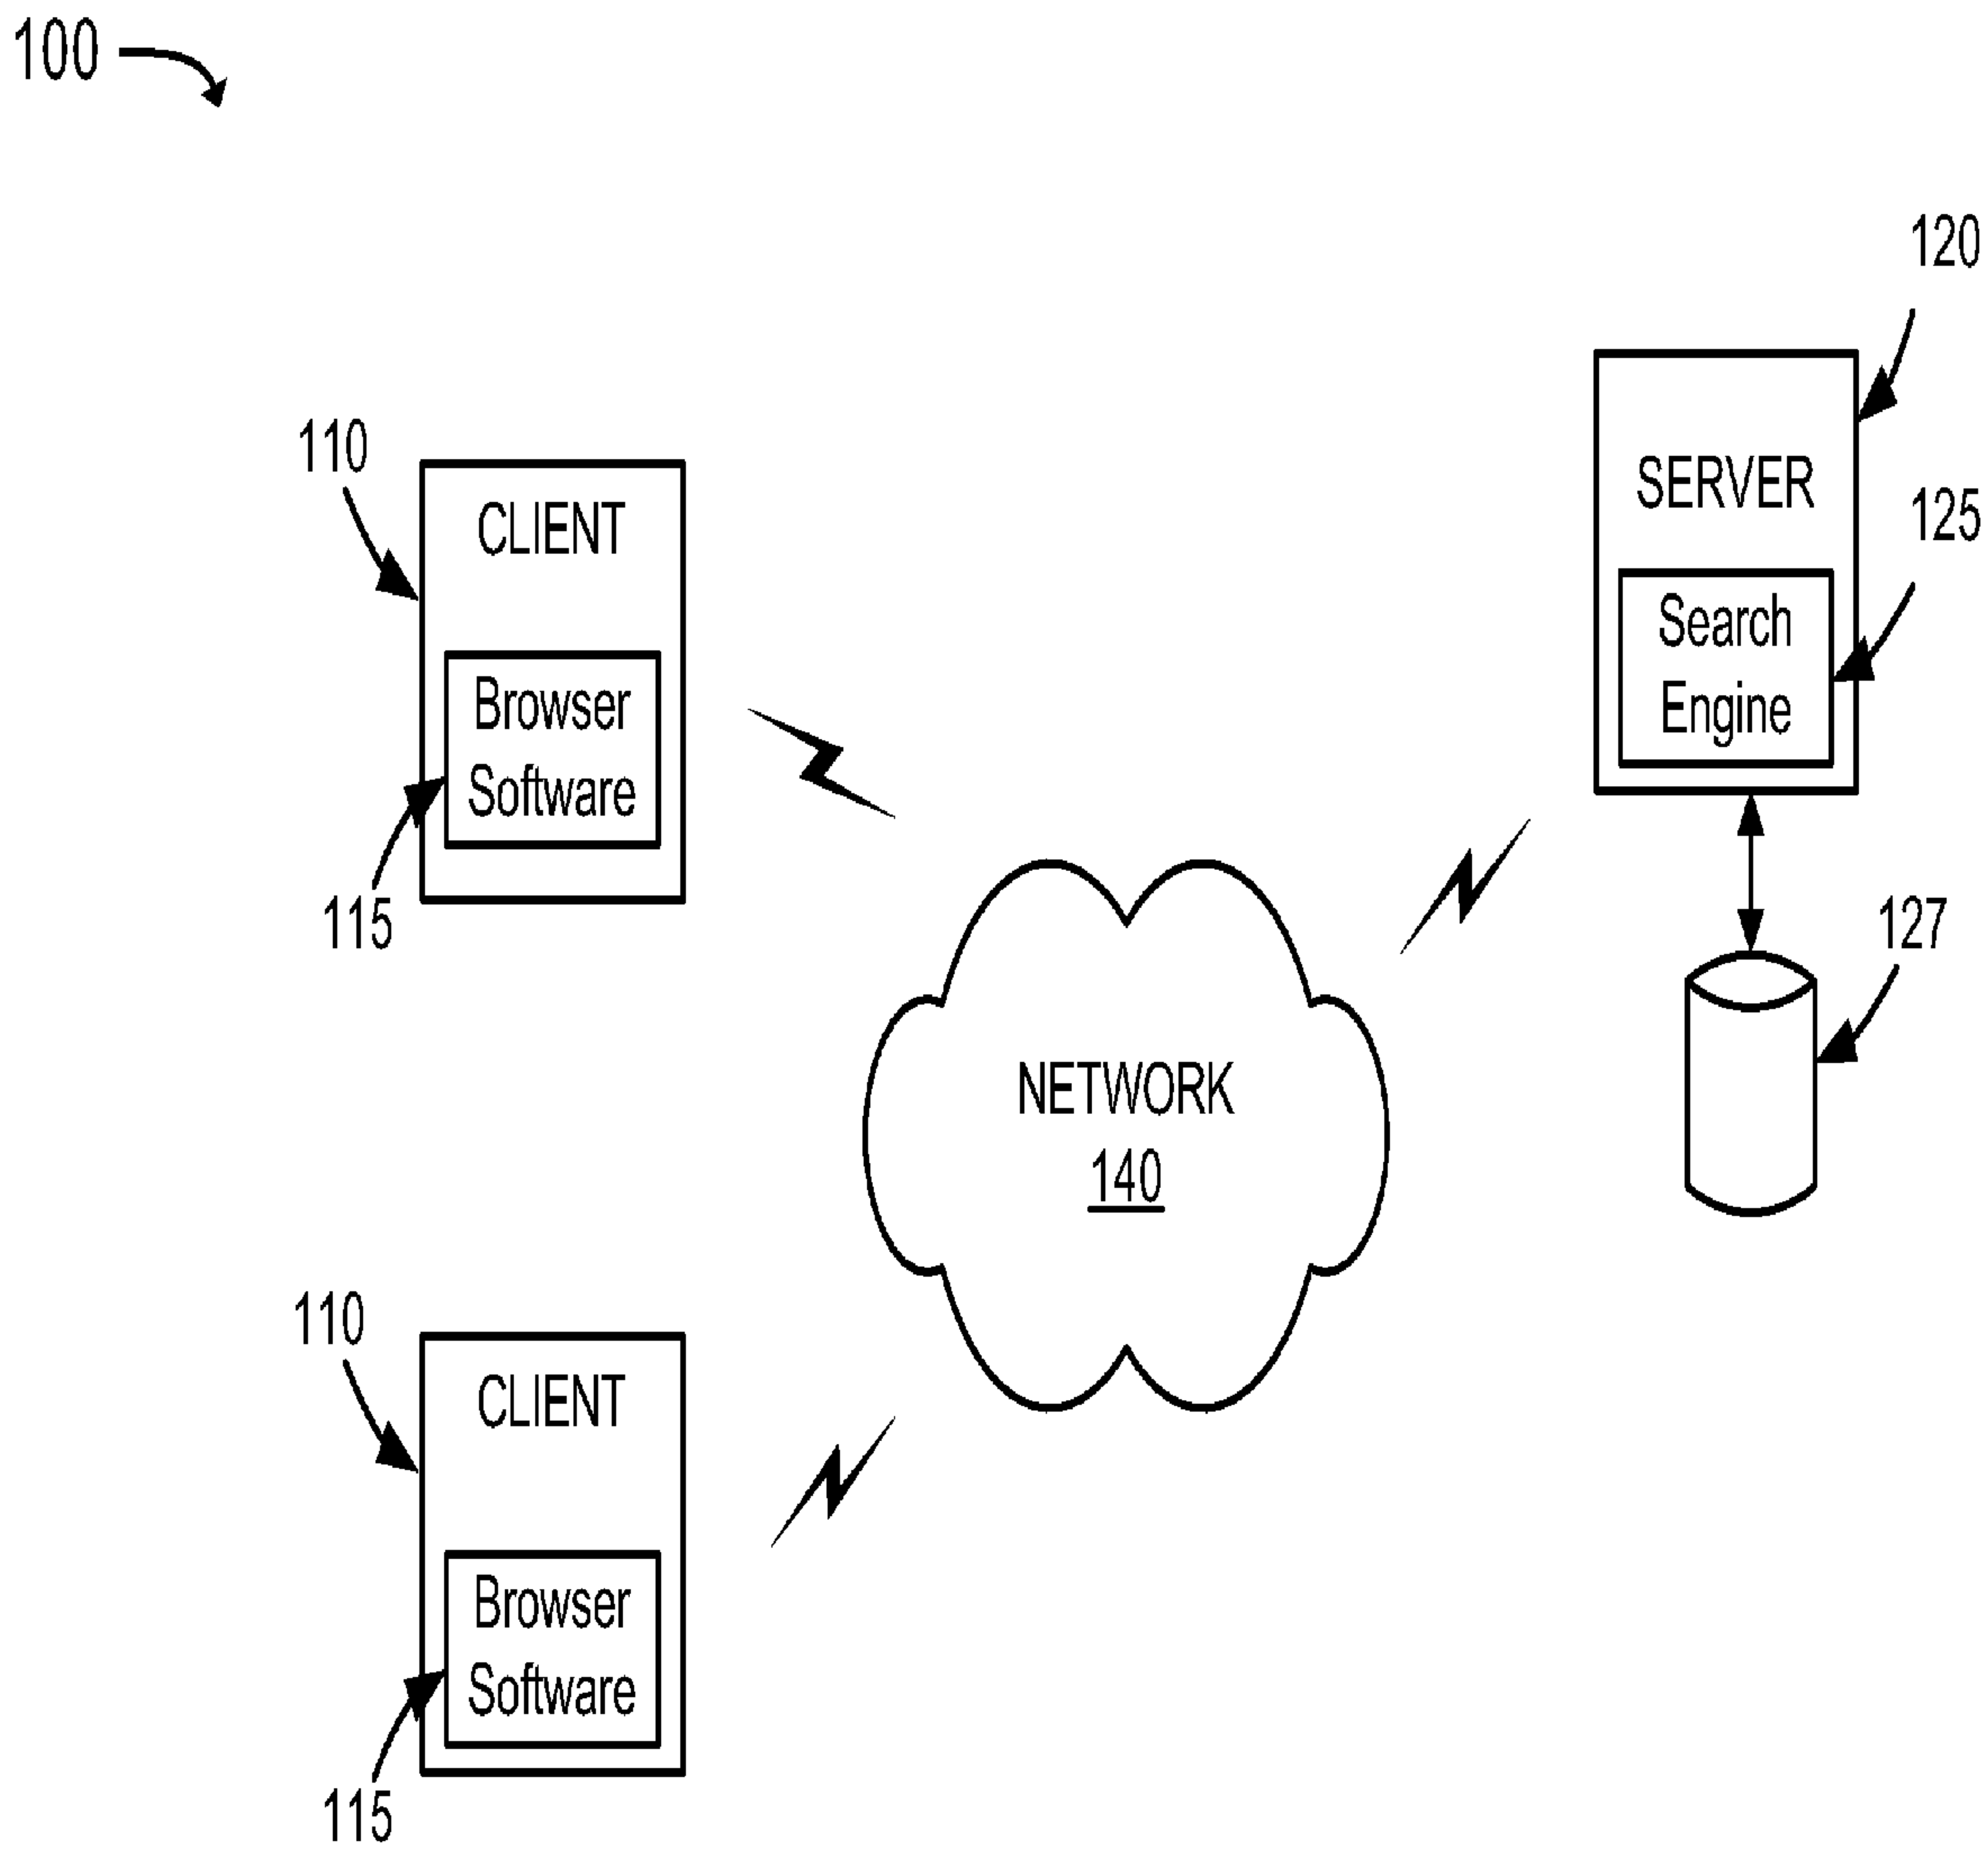 100
120
110
CLIENT
SERVER
125
Search
Engine
Browser
Software
115
127
NETWORK
140
110
CLIENT
Browser
Software
115